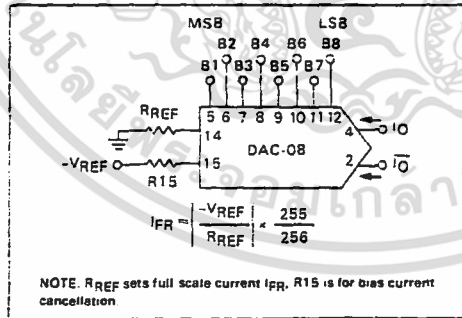 MSB LSB
B2 B4 B6 B8
B1 B3 B5 B7
5 6 7 8 9 10 11 12
RREF
14
DAC-08
4 IO
-VREF
15
2 IO
R15
IFR = | -VREF / RREF | x 255 / 256
NOTE. RREF sets full scale current IFR, R15 is for bias current
cancellation